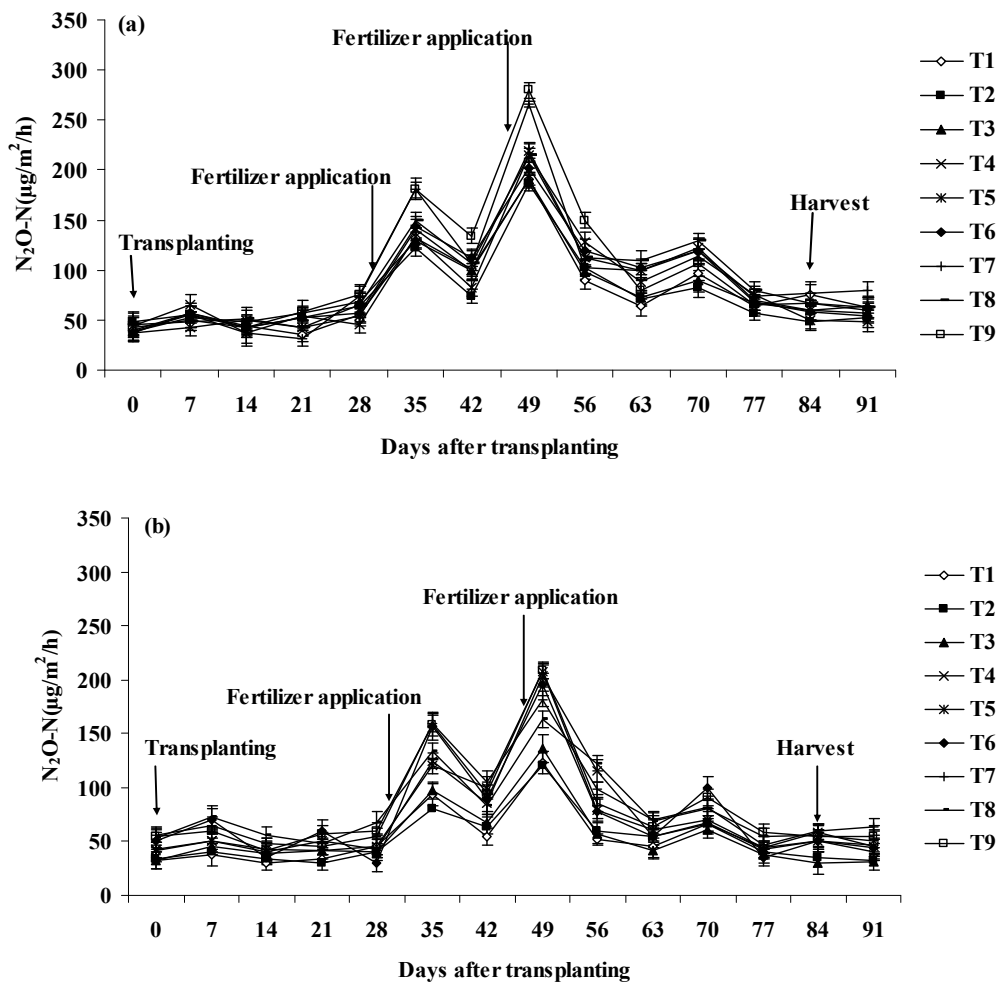 (a)
350
300
250
200
150
100
50
0
N₂O-N(µg/m²/h)
Fertilizer application
Fertilizer application
Transplanting
Harvest
0 7 14 21 28 35 42 49 56 63 70 77 84 91
Days after transplanting
T1
T2
T3
T4
T5
T6
T7
T8
T9
(b)
350
300
250
200
150
100
50
0
N₂O-N(µg/m²/h)
Fertilizer application
Fertilizer application
Transplanting
Harvest
0 7 14 21 28 35 42 49 56 63 70 77 84 91
Days after transplanting
T1
T2
T3
T4
T5
T6
T7
T8
T9